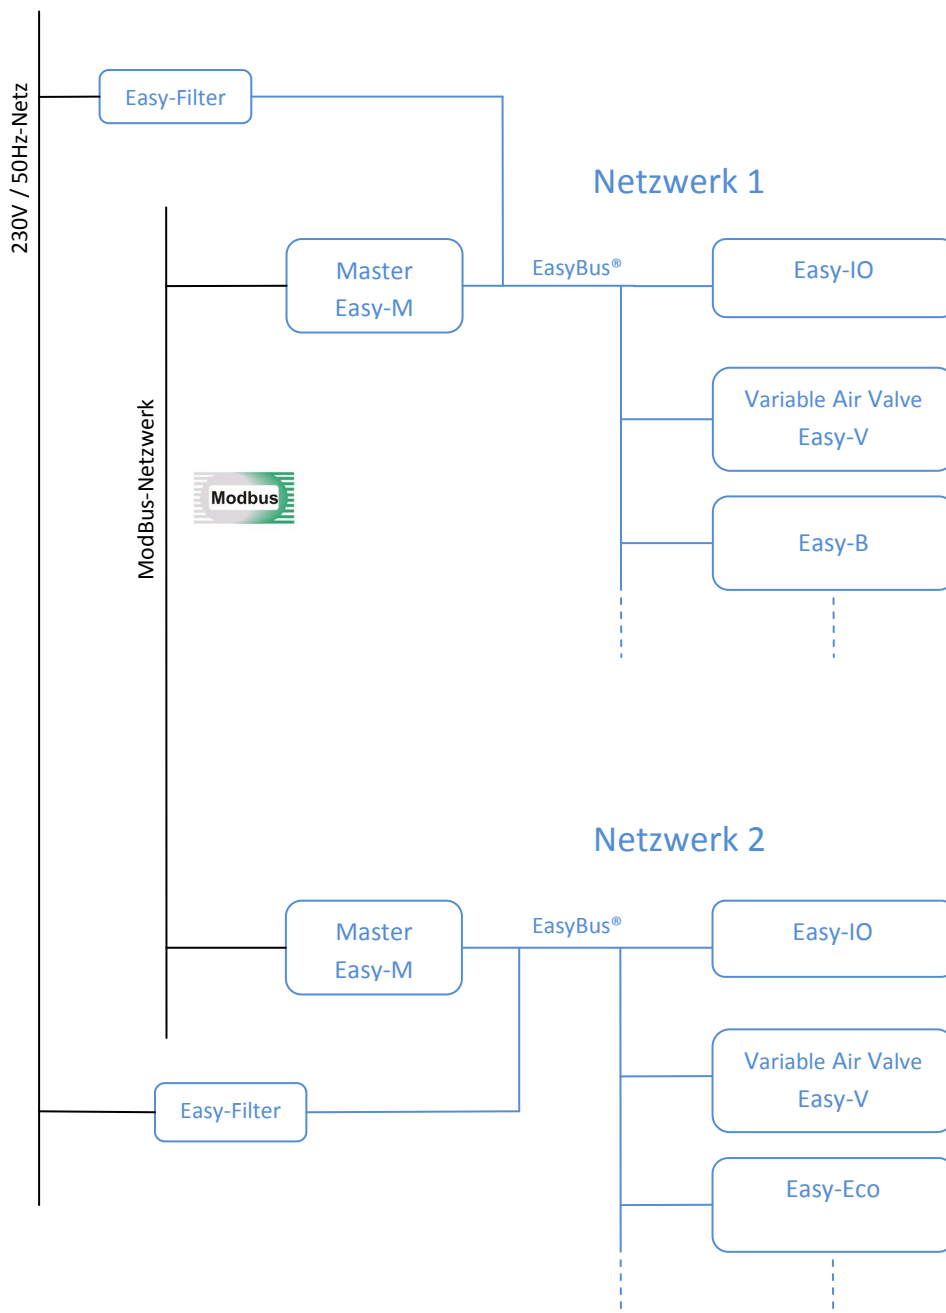 230V / 50Hz-Netz
Easy-Filter
Netzwerk 1
Master
Easy-M
EasyBus®
Easy-IO
Variable Air Valve
Easy-V
Easy-B
ModBus-Netzwerk
Modbus
Netzwerk 2
Master
Easy-M
EasyBus®
Easy-IO
Variable Air Valve
Easy-V
Easy-Filter
Easy-Eco